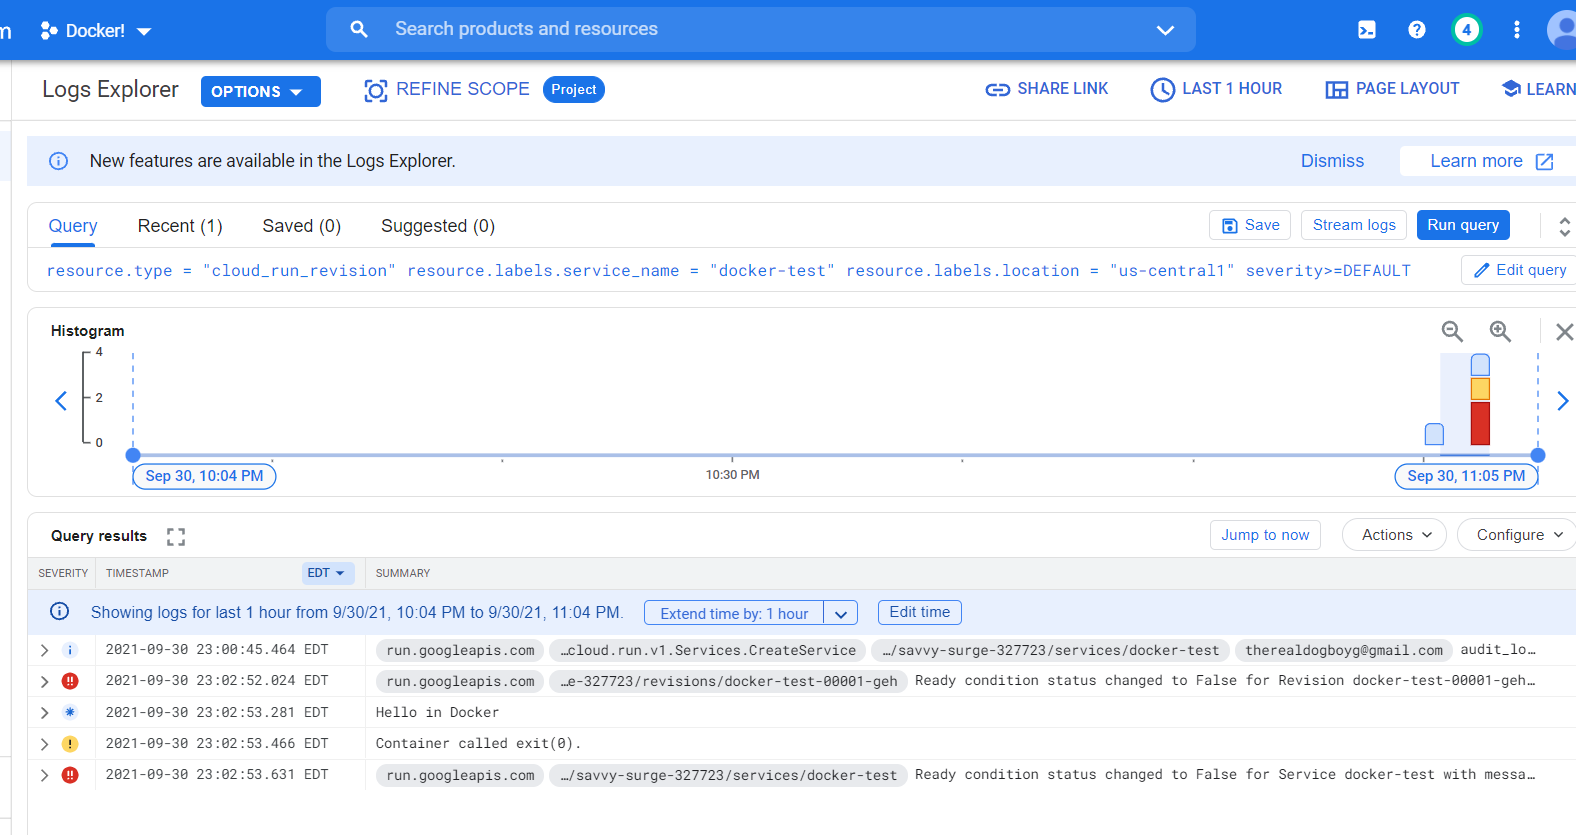 m Docker! Search products and resources 4
Logs Explorer OPTIONS REFINE SCOPE Project SHARE LINK LAST 1 HOUR PAGE LAYOUT LEARN
New features are available in the Logs Explorer. Dismiss Learn more
Query Recent (1) Saved (0) Suggested (0) Save Stream logs Run query
resource.type = "cloud_run_revision" resource.labels.service_name = "docker-test" resource.labels.location = "us-central1" severity>=DEFAULT Edit query
Histogram
4
2
0
Sep 30, 10:04 PM 10:30 PM Sep 30, 11:05 PM
Query results Jump to now Actions Configure
SEVERITY TIMESTAMP EDT SUMMARY
Showing logs for last 1 hour from 9/30/21, 10:04 PM to 9/30/21, 11:04 PM. Extend time by: 1 hour Edit time
2021-09-30 23:00:45.464 EDT run.googleapis.com …cloud.run.v1.Services.CreateService …/savvy-surge-327723/services/docker-test therealdogboyg@gmail.com audit_lo…
2021-09-30 23:02:52.024 EDT run.googleapis.com …e-327723/revisions/docker-test-00001-geh Ready condition status changed to False for Revision docker-test-00001-geh…
2021-09-30 23:02:53.281 EDT Hello in Docker
2021-09-30 23:02:53.466 EDT Container called exit(0).
2021-09-30 23:02:53.631 EDT run.googleapis.com …/savvy-surge-327723/services/docker-test Ready condition status changed to False for Service docker-test with messa…